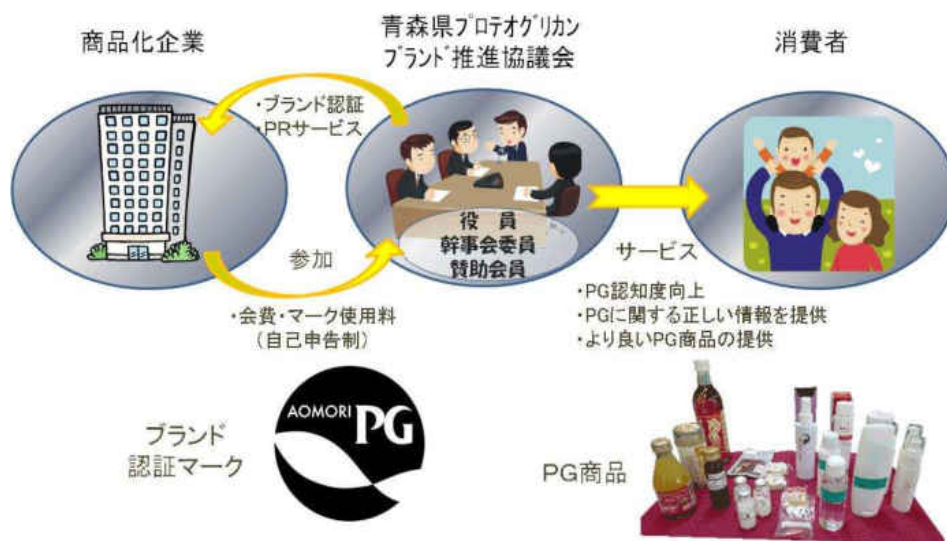 商品化企業
青森県プロテオグリカン
ブランド推進協議会
消費者
・ブランド認証
・PRサービス
役 員
幹事会委員
賛助会員
参加
サービス
・会費・マーク使用料
(自己申告制)
・PG認知度向上
・PGに関する正しい情報を提供
・より良いPG商品の提供
ブランド
認証マーク
AOMORI
PG
PG商品